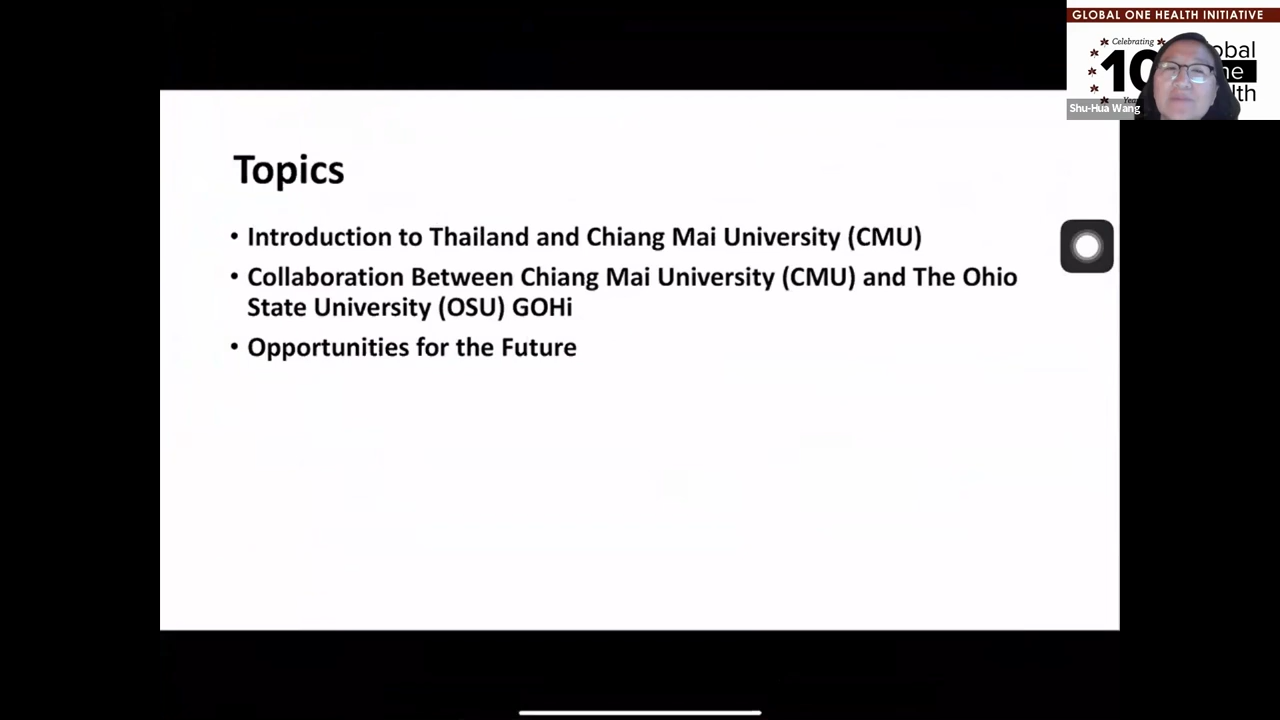 GLOBAL ONE HEALTH INITIATIVE
Celebrating
10
Shu-Hua Wang
Topics
• Introduction to Thailand and Chiang Mai University (CMU)
• Collaboration Between Chiang Mai University (CMU) and The Ohio
State University (OSU) GOHi
• Opportunities for the Future